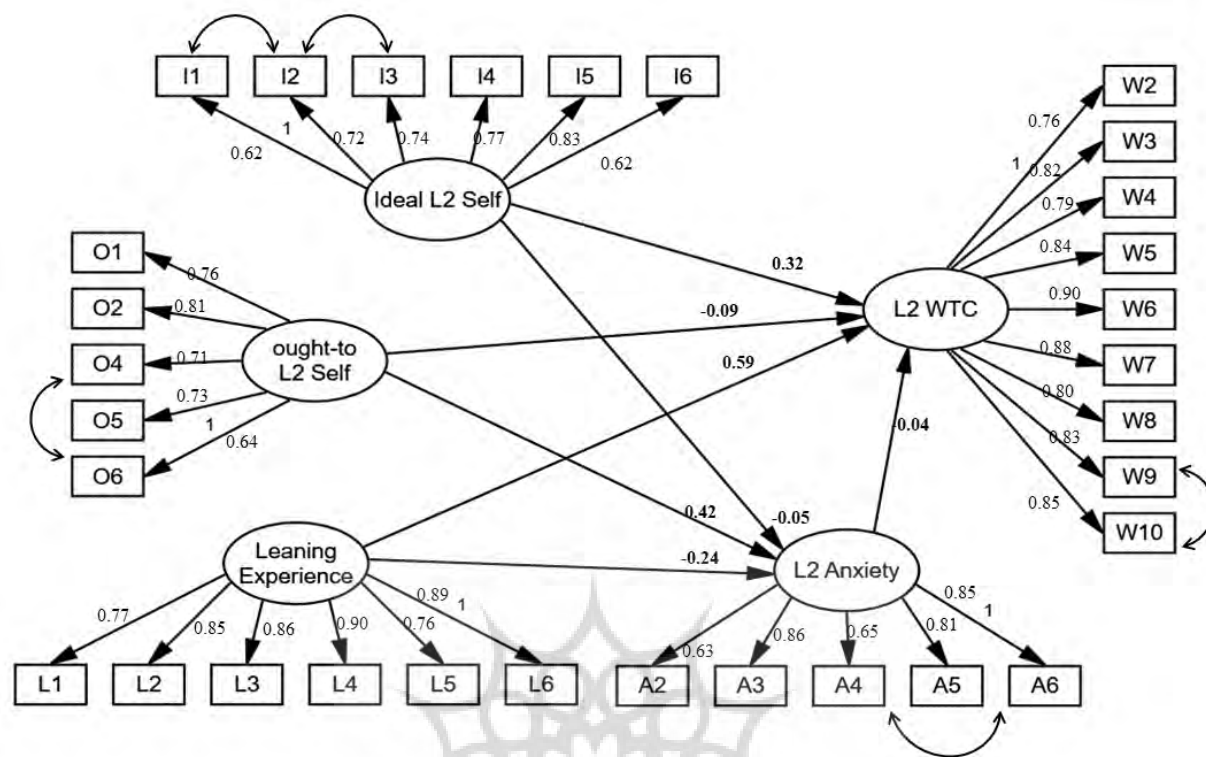 I1 I2 I3 I4 I5 I6
1
0.62 0.72 0.74 0.77 0.83 0.62
Ideal L2 Self
W2
W3
W4
W5
W6
W7
W8
W9
W10
0.76
1
0.82
0.79
0.84
0.90
0.88
0.80
0.83
0.85
L2 WTC
O1
O2
O4
O5
O6
0.76
0.81
0.71
0.73
1
0.64
ought-to
L2 Self
0.32
-0.09
0.59
-0.04
0.42
-0.05
-0.24
Leaning
Experience
L2 Anxiety
0.77 0.85 0.86 0.90 0.76 0.89 1
L1 L2 L3 L4 L5 L6
0.63 0.86 0.65 0.81 0.85 1
A2 A3 A4 A5 A6